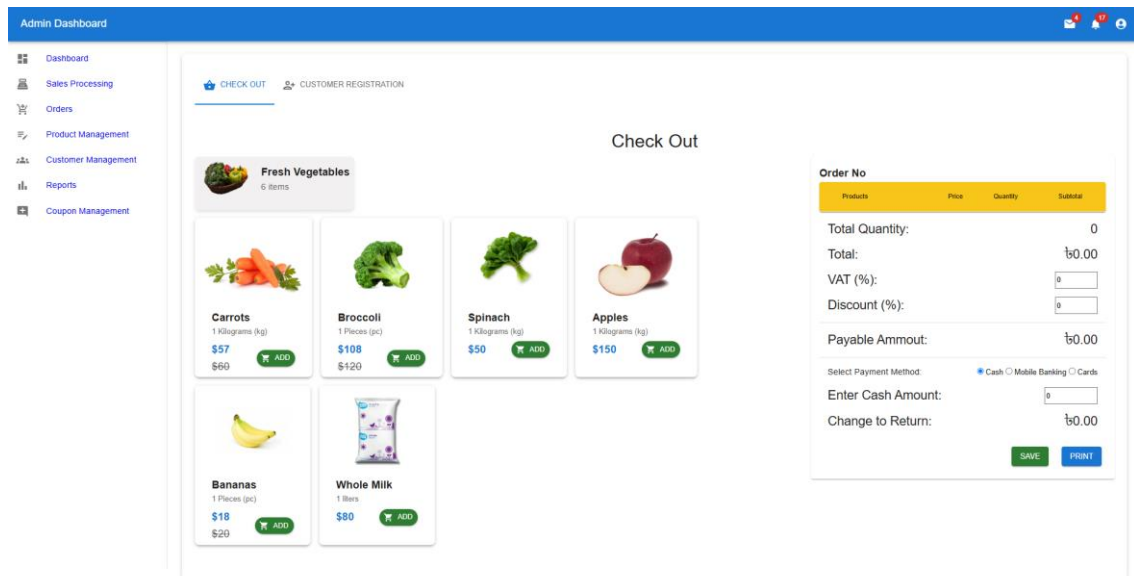 Admin Dashboard
4
17
Dashboard
Sales Processing
Orders
Product Management
Customer Management
Reports
Coupon Management
CHECK OUT
CUSTOMER REGISTRATION
Check Out
Fresh Vegetables
6 items
Carrots
1 Kilograms (kg)
$57
$60
ADD
Broccoli
1 Pieces (pc)
$108
$120
ADD
Spinach
1 Kilograms (kg)
$50
ADD
Apples
1 Kilograms (kg)
$150
ADD
Bananas
1 Pieces (pc)
$18
$20
ADD
Whole Milk
1 liters
$80
ADD
Order No
Products Price Quantity Subtotal
Total Quantity: 0
Total: ৳0.00
VAT (%): 0
Discount (%): 0
Payable Ammout: ৳0.00
Select Payment Method: Cash Mobile Banking Cards
Enter Cash Amount: 0
Change to Return: ৳0.00
SAVE PRINT